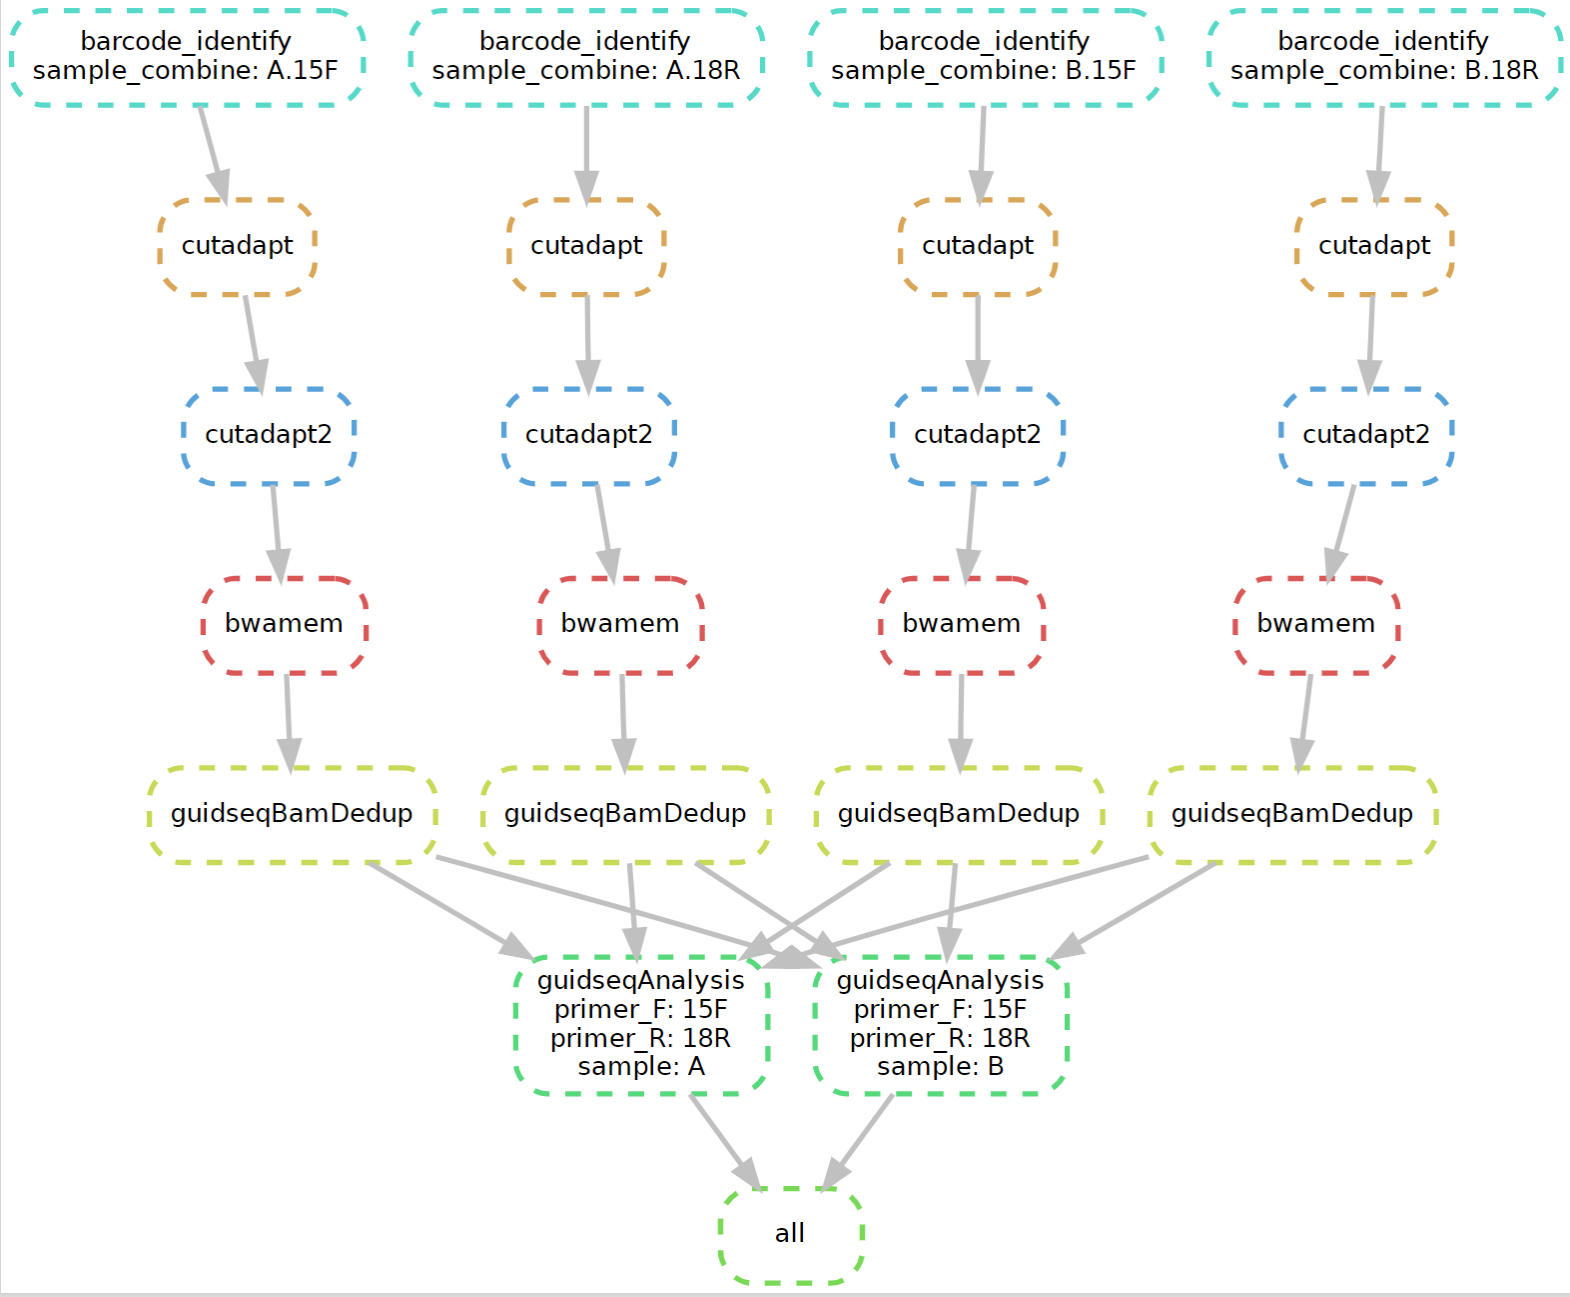 barcode_identify
sample_combine: A.15F
barcode_identify
sample_combine: A.18R
barcode_identify
sample_combine: B.15F
barcode_identify
sample_combine: B.18R
cutadapt
cutadapt
cutadapt
cutadapt
cutadapt2
cutadapt2
cutadapt2
cutadapt2
bwamem
bwamem
bwamem
bwamem
guidseqBamDedup
guidseqBamDedup
guidseqBamDedup
guidseqBamDedup
guidseqAnalysis
primer_F: 15F
primer_R: 18R
sample: A
guidseqAnalysis
primer_F: 15F
primer_R: 18R
sample: B
all